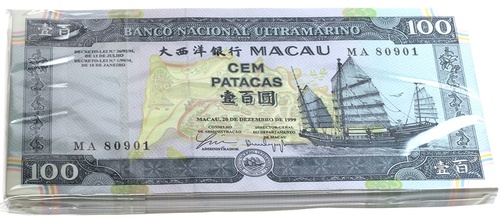 100 BANCO NACIONAL ULTRAMARINO 100
壹百 大西洋銀行 MACAU
MA 80901
CEM
PATACAS
壹百圓
MACAU, 20 DE DEZEMBRO DE 1999
MA 80901
100 壹百